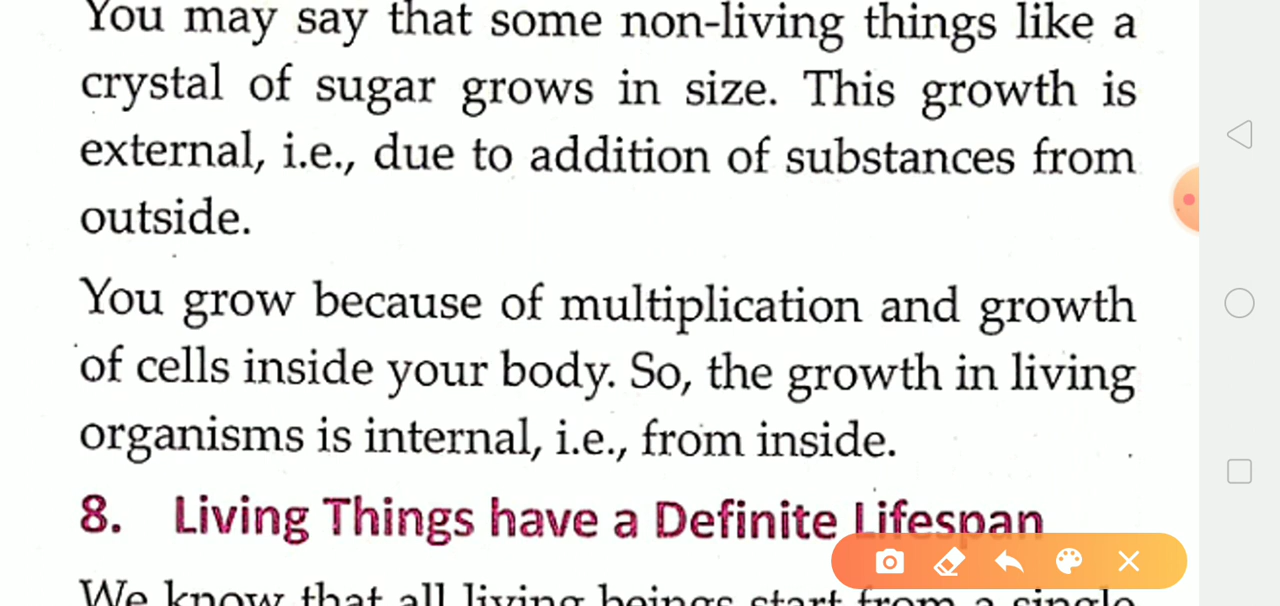 You may say that some non-living things like a
crystal of sugar grows in size. This growth is
external, i.e., due to addition of substances from
outside.
You grow because of multiplication and growth
of cells inside your body. So, the growth in living
organisms is internal, i.e., from inside.
8. Living Things have a Definite Lifespan
We know that all living beings start from a single